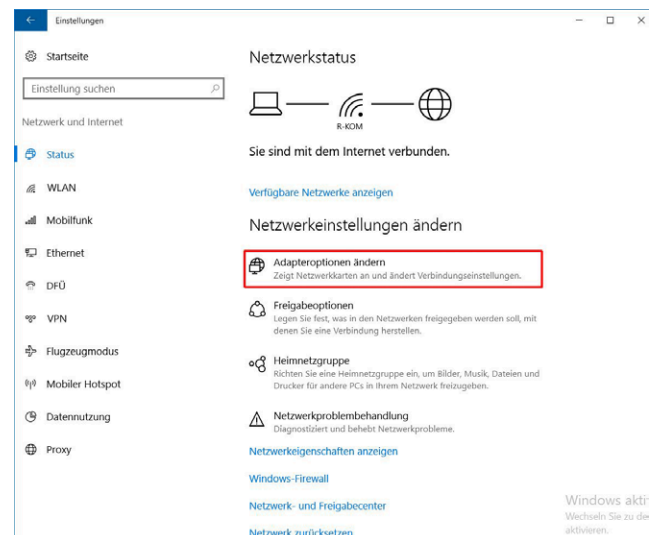 Einstellungen
Startseite
Einstellung suchen
Netzwerk und Internet
Status
WLAN
Mobilfunk
Ethernet
DFÜ
VPN
Flugzeugmodus
Mobiler Hotspot
Datennutzung
Proxy
Netzwerkstatus
R-KOM
Sie sind mit dem Internet verbunden.
Verfügbare Netzwerke anzeigen
Netzwerkeinstellungen ändern
Adapteroptionen ändern
Zeigt Netzwerkkarten an und ändert Verbindungseinstellungen.
Freigabeoptionen
Legen Sie fest, was in den Netzwerken freigegeben werden soll, mit
denen Sie eine Verbindung herstellen.
Heimnetzgruppe
Richten Sie eine Heimnetzgruppe ein, um Bilder, Musik, Dateien und
Drucker für andere PCs in Ihrem Netzwerk freizugeben.
Netzwerkproblembehandlung
Diagnostiziert und behebt Netzwerkprobleme.
Netzwerkeigenschaften anzeigen
Windows-Firewall
Netzwerk- und Freigabecenter
Netzwerk zurücksetzen
Windows akti
Wechseln Sie zu de
aktivieren.